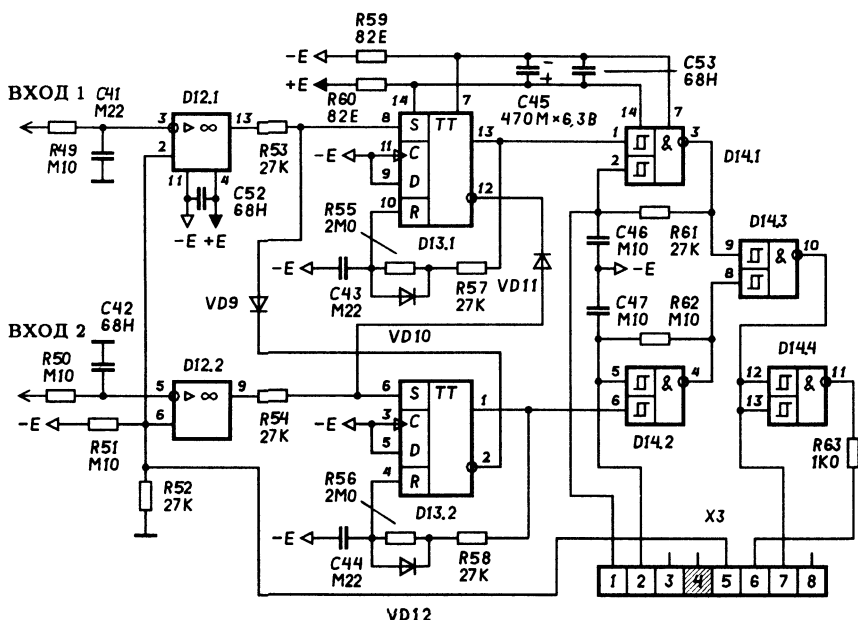 R59
82E
-E
+E
R60
82E
14
7
C45
470M×6,3B
C53
68H
ВХОД 1
C41
M22
R49
M10
D12.1
3
2
▷ ∞
13
11
4
C52
68H
-E +E
R53
27K
8
S TT
13
-E
11
C
9
D
12
10
R
D13.1
R55
2M0
-E
C43
M22
R57
27K
VD11
VD9
VD10
14
7
1
&
3
2
D14.1
C46
M10
R61
27K
-E
C47
M10
R62
M10
9
8
&
10
D14.3
5
6
&
4
D14.2
12
13
&
11
D14.4
R63
1K0
ВХОД 2
C42
68H
R50
M10
D12.2
5
6
▷ ∞
9
-E
R51
M10
R52
27K
R54
27K
6
S TT
1
-E
3
C
5
D
2
4
R
D13.2
R56
2M0
-E
C44
M22
R58
27K
VD12
X3
1 2 3 4 5 6 7 8